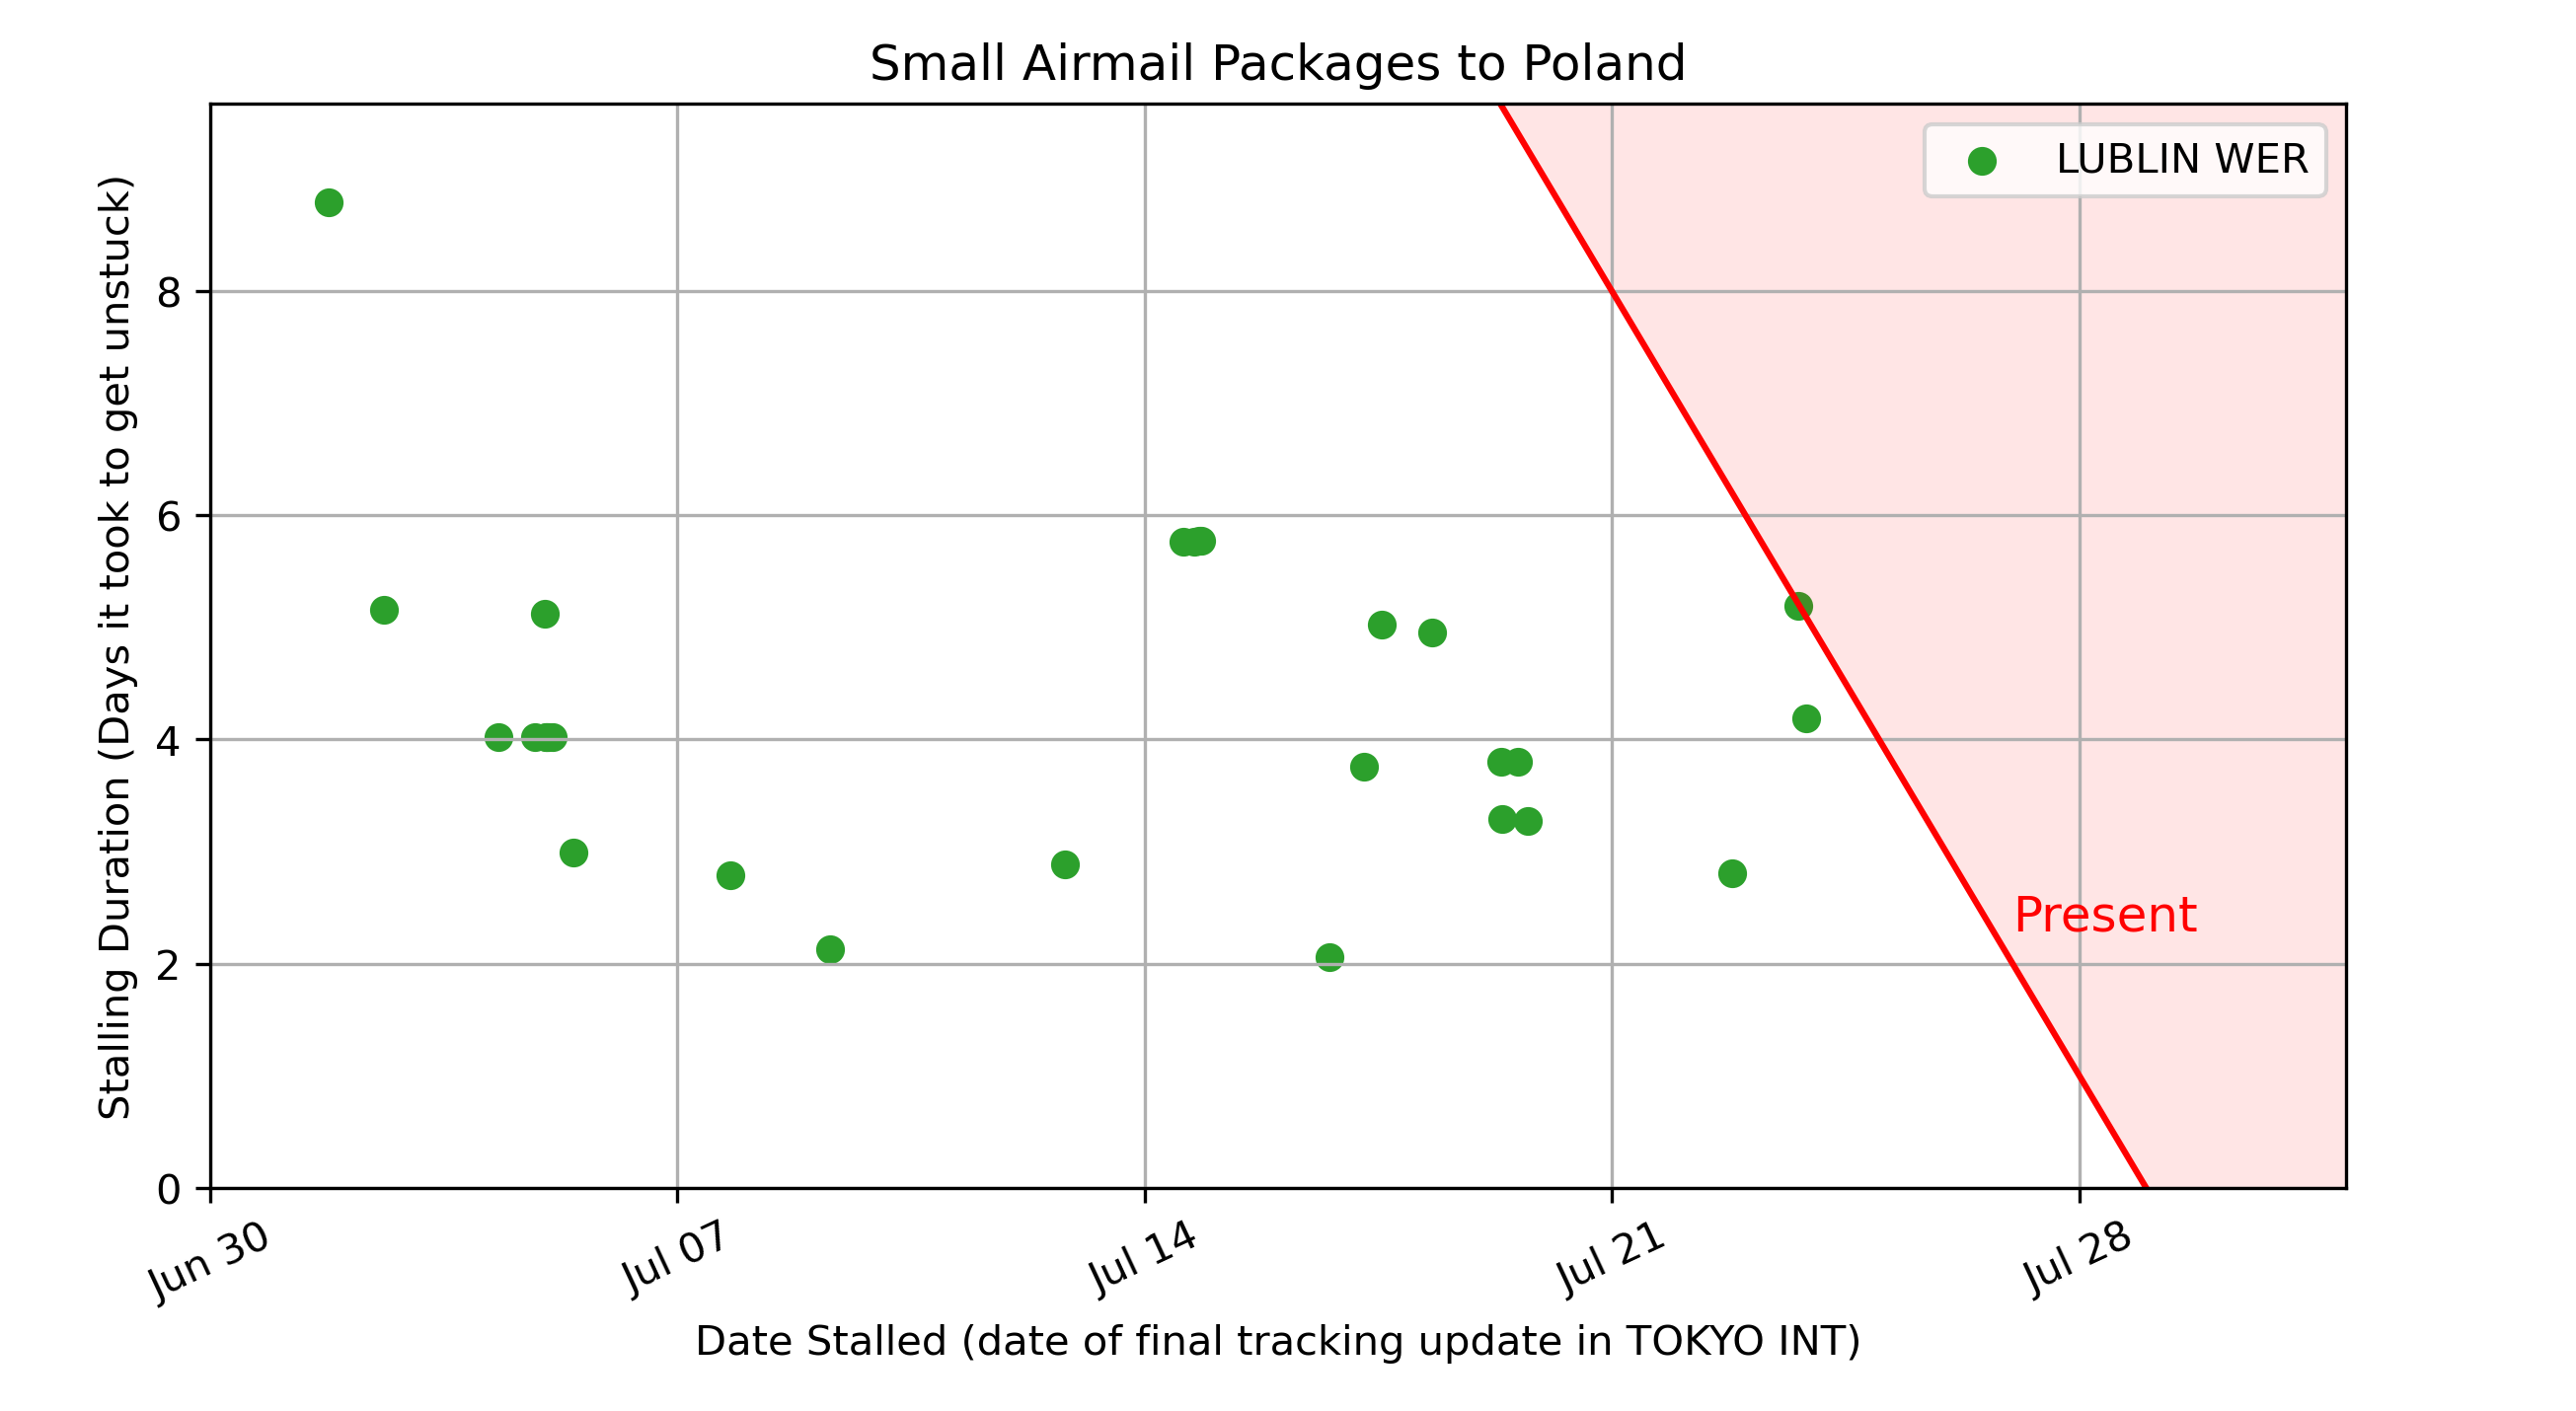 Small Airmail Packages to Poland
LUBLIN WER
Stalling Duration (Days it took to get unstuck)
8
6
4
2
0
Present
Jun 30
Jul 07
Jul 14
Jul 21
Jul 28
Date Stalled (date of final tracking update in TOKYO INT)